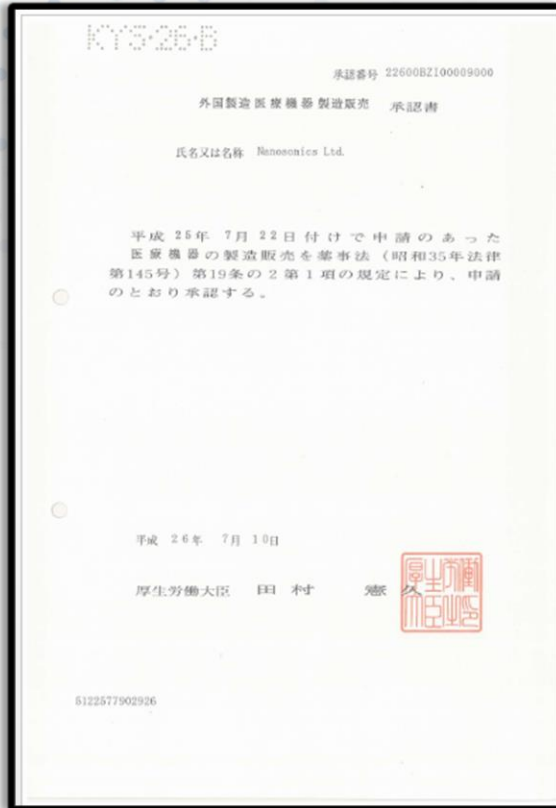 KYS・26・B
承認番号 22600BZI00009000
外国製造医療機器製造販売 承認書
氏名又は名称 Nanosonics Ltd.
平成 25年 7月 22日付けで申請のあった
医療機器の製造販売を薬事法（昭和35年法律
第145号）第19条の2第1項の規定により、申請
のとおり承認する。
平成 26年 7月 10日
厚生労働大臣 田村 憲久
5122577902926